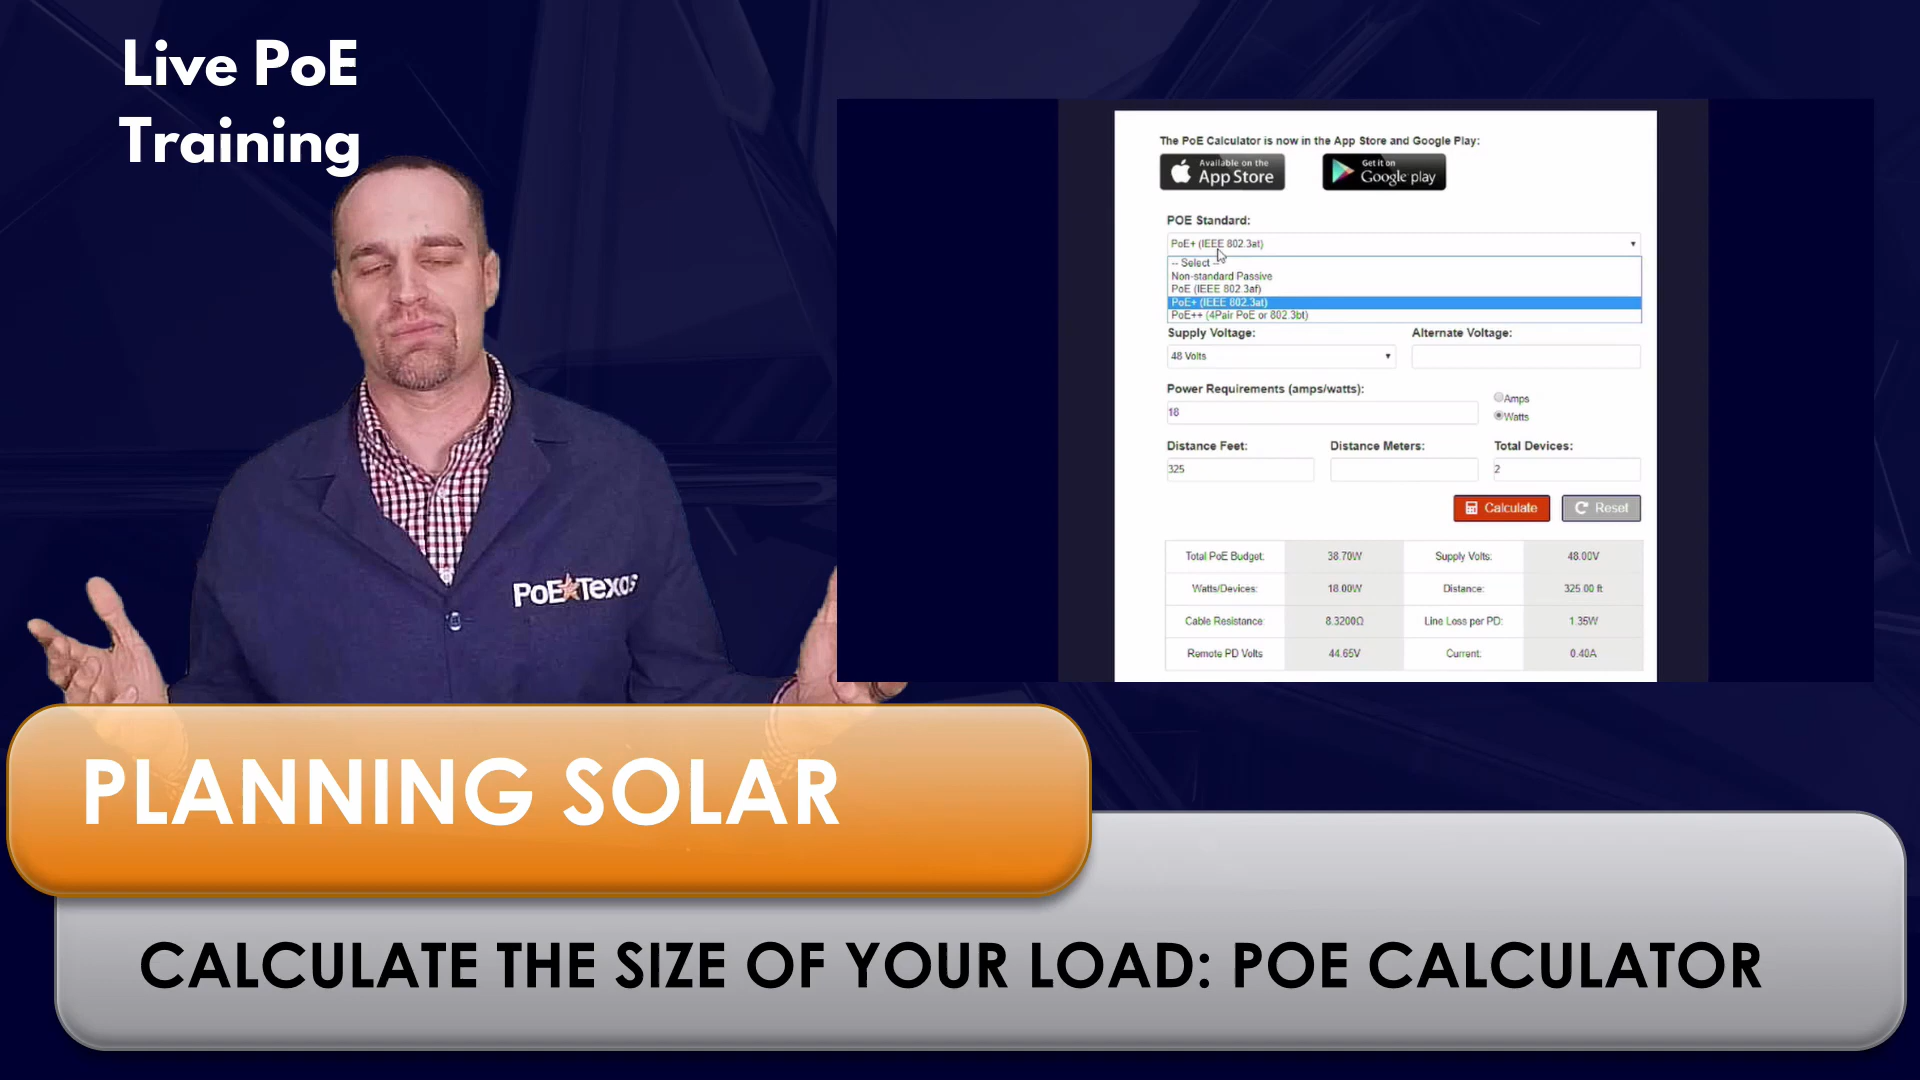 Live PoE
Training
The PoE Calculator is now in the App Store and Google Play:
Available on the
App Store
Get it on
Google play
POE Standard:
PoE+ (IEEE 802.3at)
-- Select --
Non-standard Passive
PoE (IEEE 802.3af)
PoE+ (IEEE 802.3at)
PoE++ (4Pair PoE or 802.3bt)
Supply Voltage: Alternate Voltage:
48 Volts
Power Requirements (amps/watts):
Amps
18
Watts
Distance Feet: Distance Meters: Total Devices:
325 2
Calculate Reset
Total PoE Budget: 38.70W Supply Volts: 48.00V
Watts/Devices: 18.00W Distance: 325.00 ft
Cable Resistance: 8.3200Ω Line Loss per PD: 1.35W
Remote PD Volts 44.65V Current: 0.40A
PoE Texas
PLANNING SOLAR
CALCULATE THE SIZE OF YOUR LOAD: POE CALCULATOR